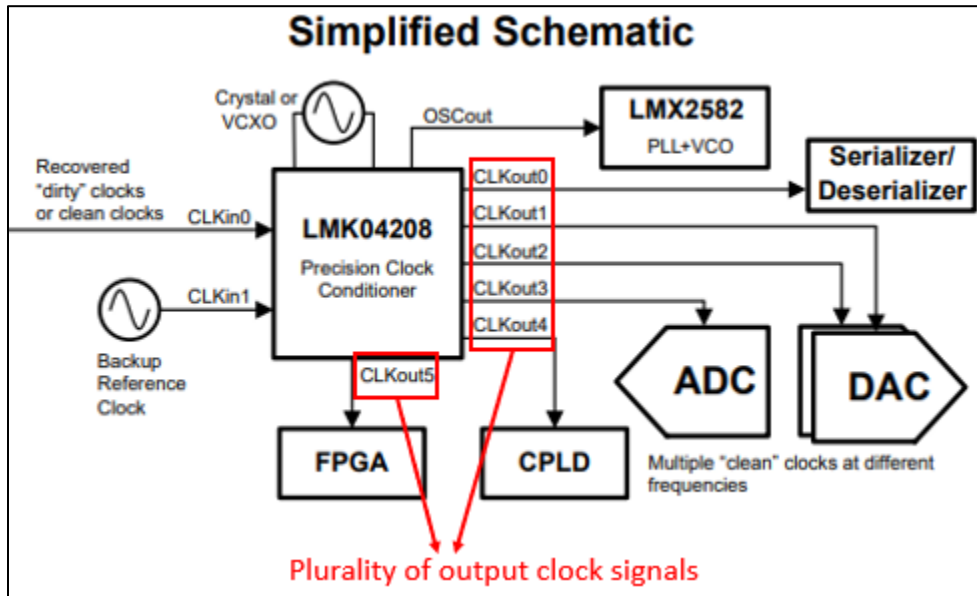 Simplified Schematic
Crystal or
VCXO
OSCout
LMX2582
PLL+VCO
Recovered
"dirty" clocks
or clean clocks
CLKin0
LMK04208
Precision Clock
Conditioner
CLKout0
CLKout1
CLKout2
CLKout3
CLKout4
Serializer/
Deserializer
CLKin1
Backup
Reference
Clock
CLKout5
FPGA
CPLD
ADC
DAC
Multiple "clean" clocks at different
frequencies
Plurality of output clock signals